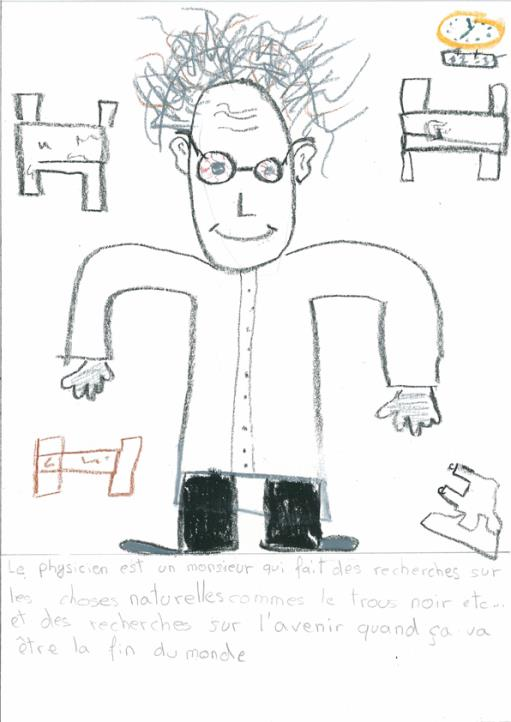 Le physicien est un monsieur qui fait des recherches sur
les choses naturelles commes le trous noir etc...
et des recherches sur l'avenir quand ça va
être la fin du monde